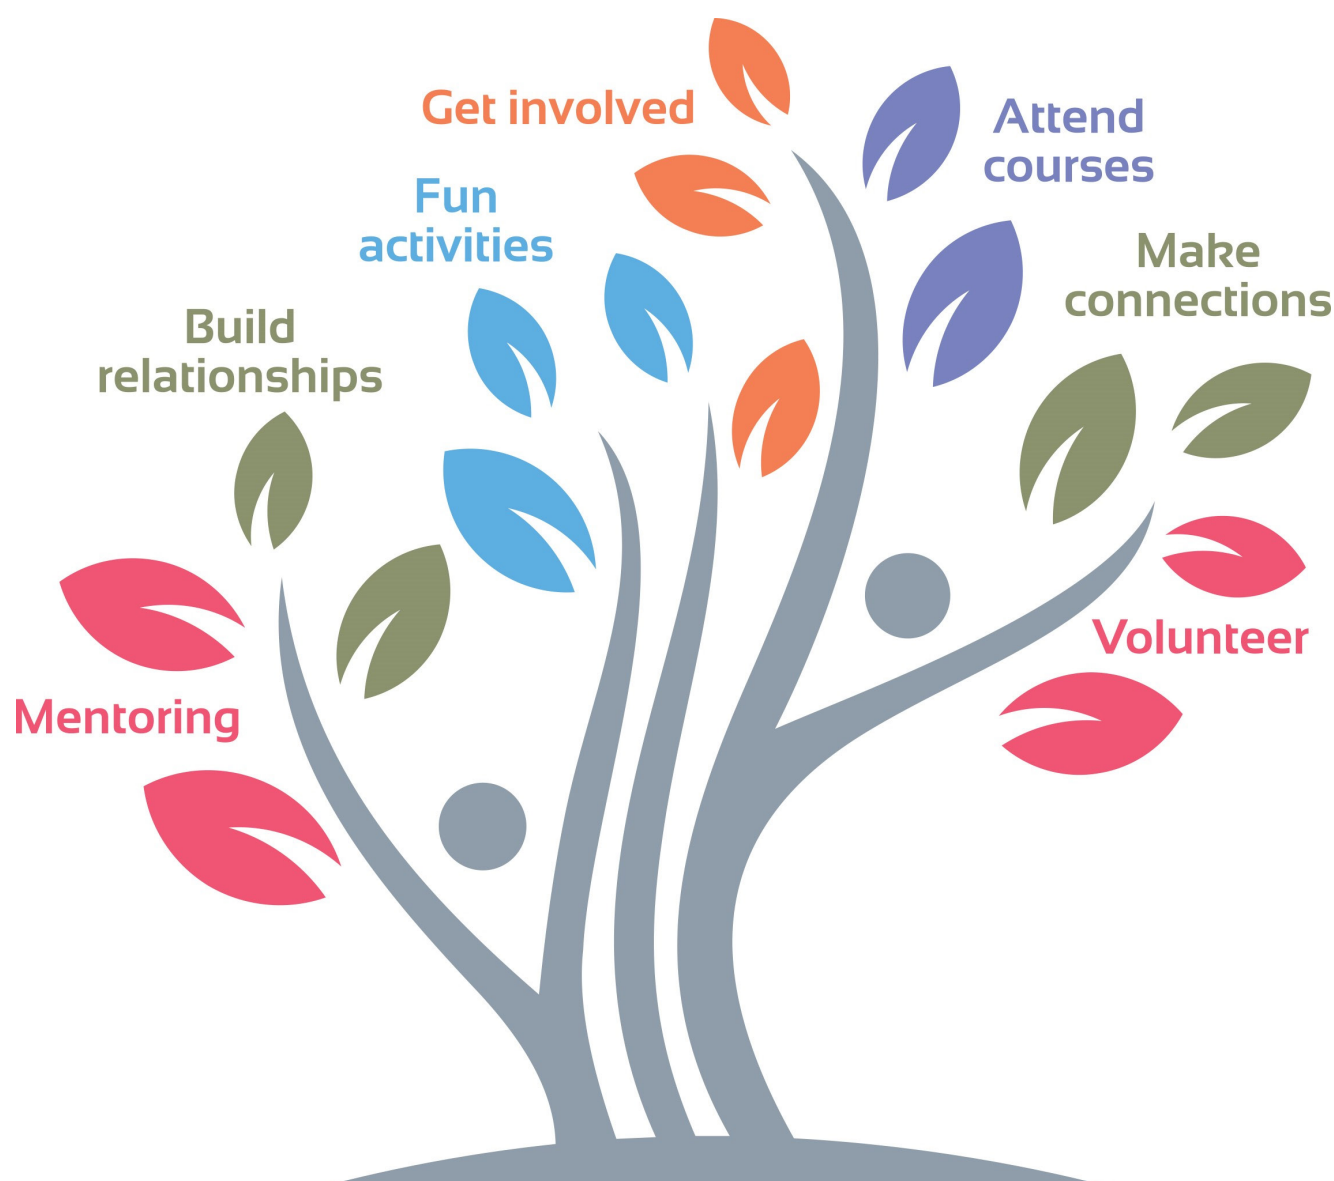 Get involved
Attend
courses
Fun
activities
Make
connections
Build
relationships
Volunteer
Mentoring